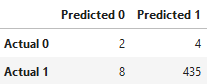 Predicted 0 Predicted 1
Actual 0 2 4
Actual 1 8 435